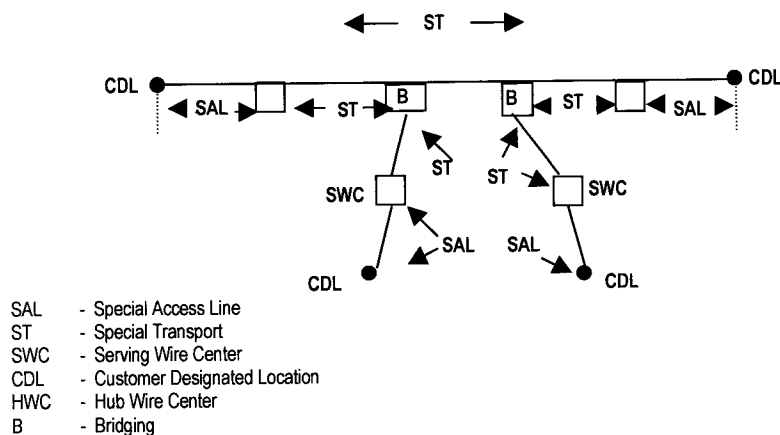 ST
CDL
CDL
SAL
ST
B
B
ST
SAL
ST
ST
SWC
SWC
SAL
SAL
CDL
CDL
SAL - Special Access Line
ST - Special Transport
SWC - Serving Wire Center
CDL - Customer Designated Location
HWC - Hub Wire Center
B - Bridging